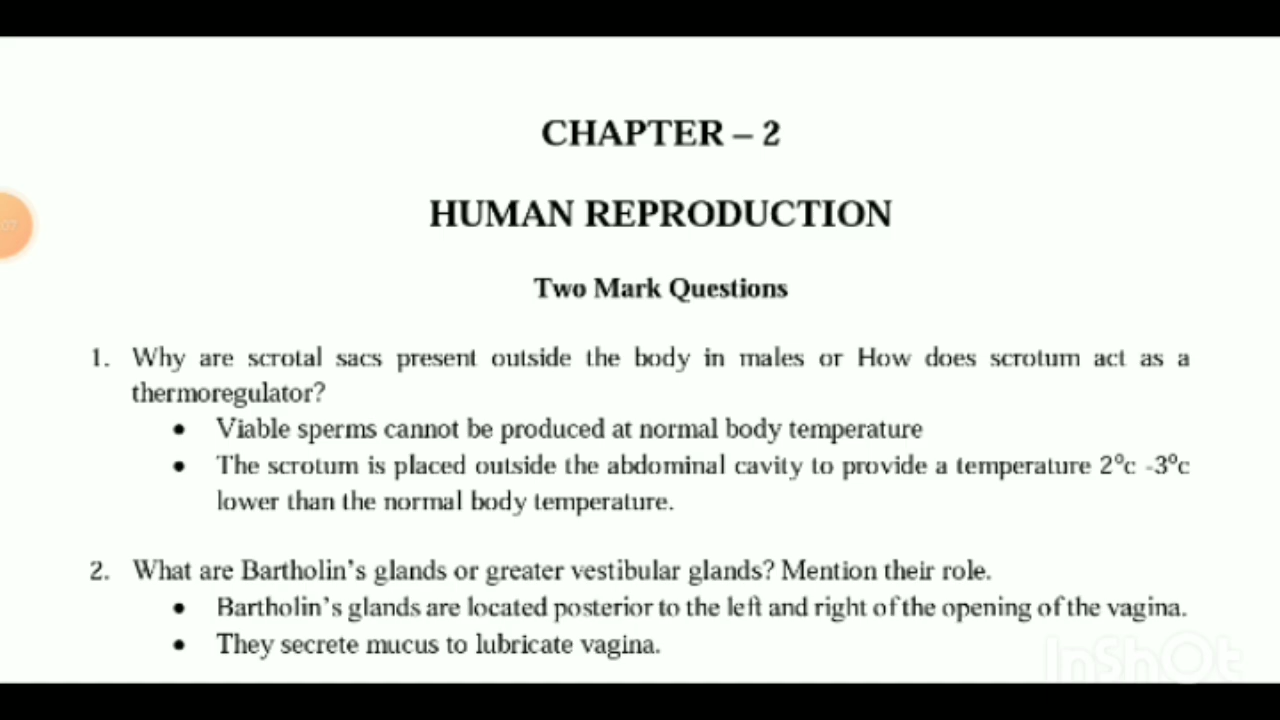 CHAPTER – 2
HUMAN REPRODUCTION
Two Mark Questions
1. Why are scrotal sacs present outside the body in males or How does scrotum act as a
thermoregulator?
• Viable sperms cannot be produced at normal body temperature
• The scrotum is placed outside the abdominal cavity to provide a temperature 2⁰c -3⁰c
lower than the normal body temperature.
2. What are Bartholin's glands or greater vestibular glands? Mention their role.
• Bartholin's glands are located posterior to the left and right of the opening of the vagina.
• They secrete mucus to lubricate vagina.
InShOt